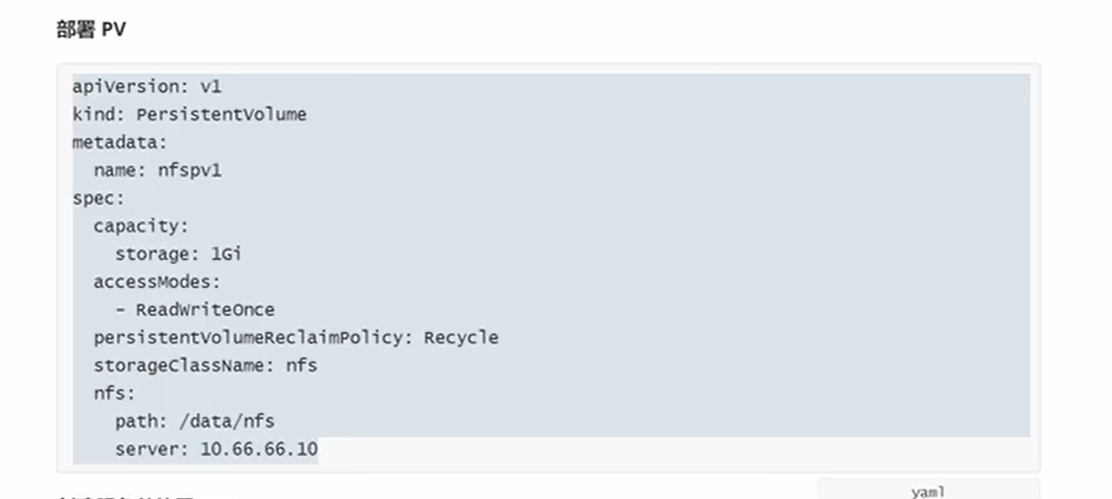 部署 PV
apiVersion: v1
kind: PersistentVolume
metadata:
  name: nfspv1
spec:
  capacity:
    storage: 1Gi
  accessModes:
    - ReadWriteOnce
  persistentVolumeReclaimPolicy: Recycle
  storageClassName: nfs
  nfs:
    path: /data/nfs
    server: 10.66.66.10
yaml